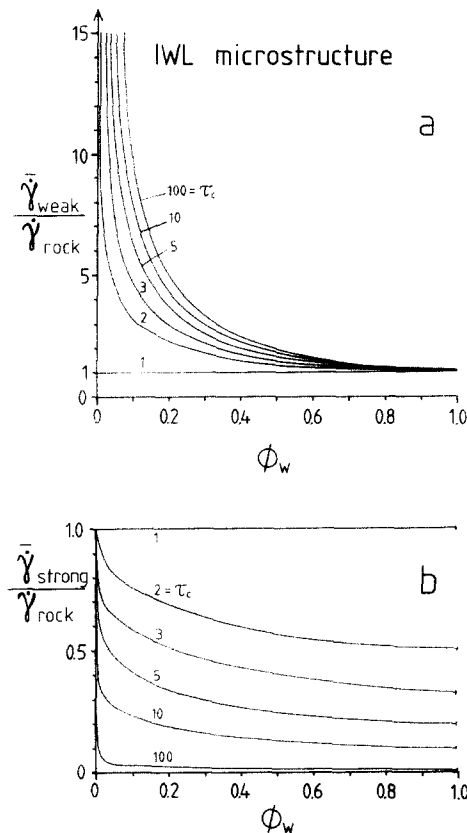 15
IWL microstructure
a
10
5
1
0
γ̄̇weak
γ̇rock
100 = τc
10
5
3
2
1
0
0.2
0.4
0.6
0.8
1.0
ϕw
1.0
0.5
0
γ̄̇strong
γ̇rock
b
1
2 = τc
3
5
10
100
0
0.2
0.4
0.6
0.8
1.0
ϕw